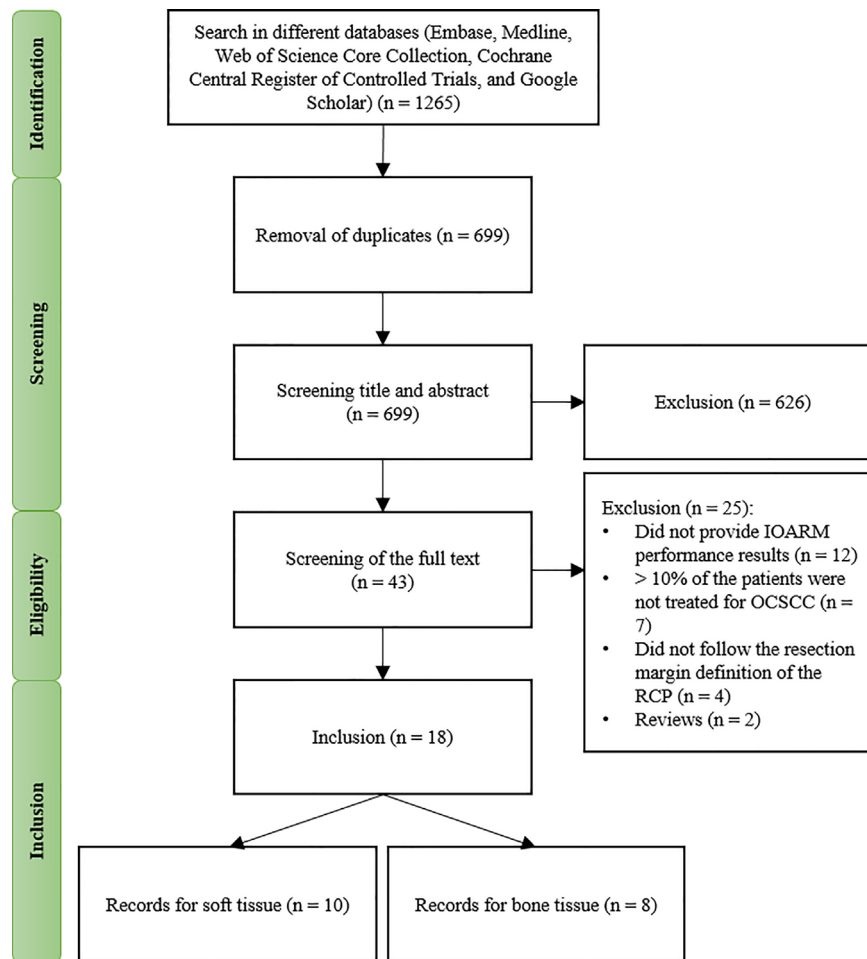 Identification
Search in different databases (Embase, Medline,
Web of Science Core Collection, Cochrane
Central Register of Controlled Trials, and Google
Scholar) (n = 1265)
Screening
Removal of duplicates (n = 699)
Screening title and abstract
(n = 699)
Exclusion (n = 626)
Eligibility
Screening of the full text
(n = 43)
Exclusion (n = 25):
• Did not provide IOARM
performance results (n = 12)
• > 10% of the patients were
not treated for OCSCC (n =
7)
• Did not follow the resection
margin definition of the
RCP (n = 4)
• Reviews (n = 2)
Inclusion
Inclusion (n = 18)
Records for soft tissue (n = 10)
Records for bone tissue (n = 8)